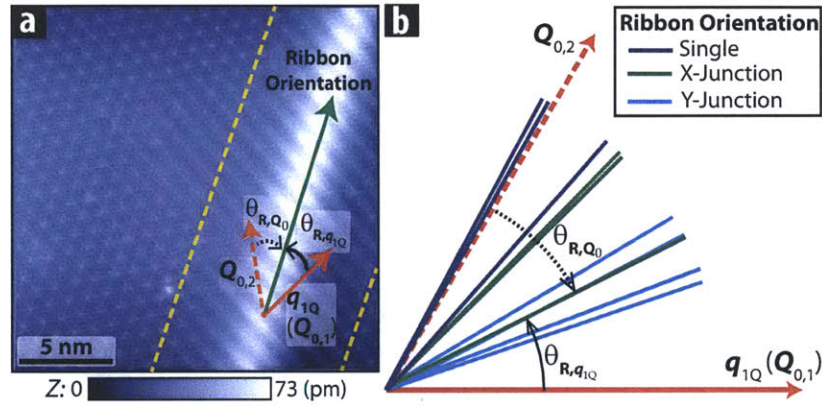 a
Ribbon
Orientation
θR,Q0
θR,q1Q
Q0,2
q1Q
(Q0,1)
5 nm
Z: 0 73 (pm)
b
Q0,2
Ribbon Orientation
Single
X-Junction
Y-Junction
θR,Q0
θR,q1Q
q1Q (Q0,1)